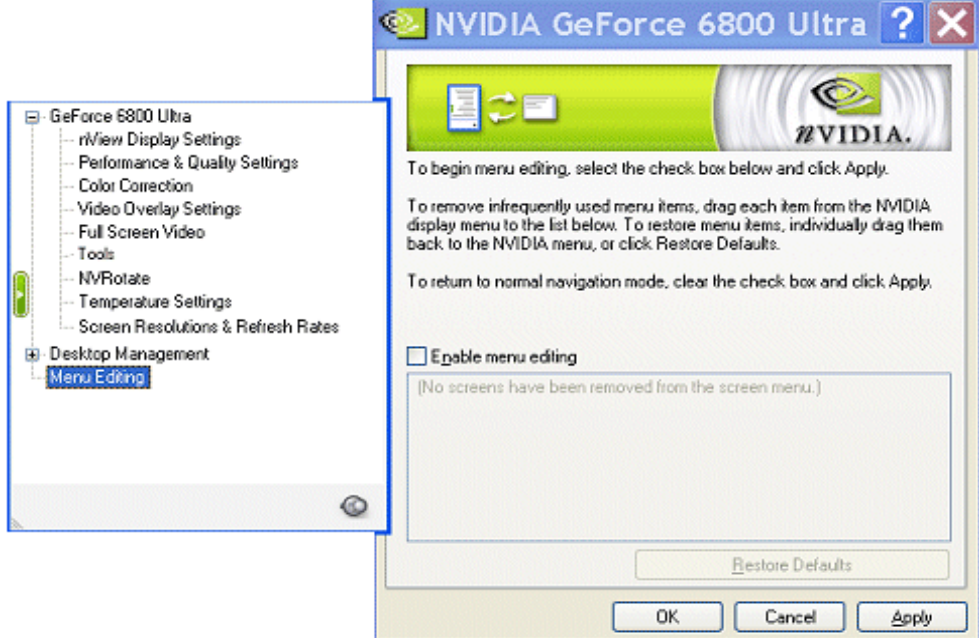 NVIDIA GeForce 6800 Ultra
GeForce 6800 Ultra
nView Display Settings
Performance & Quality Settings
Color Correction
Video Overlay Settings
Full Screen Video
Tools
NVRotate
Temperature Settings
Screen Resolutions & Refresh Rates
Desktop Management
Menu Editing
nVIDIA.
To begin menu editing, select the check box below and click Apply.
To remove infrequently used menu items, drag each item from the NVIDIA
display menu to the list below. To restore menu items, individually drag them
back to the NVIDIA menu, or click Restore Defaults.
To return to normal navigation mode, clear the check box and click Apply.
Enable menu editing
(No screens have been removed from the screen menu.)
Restore Defaults
OK
Cancel
Apply